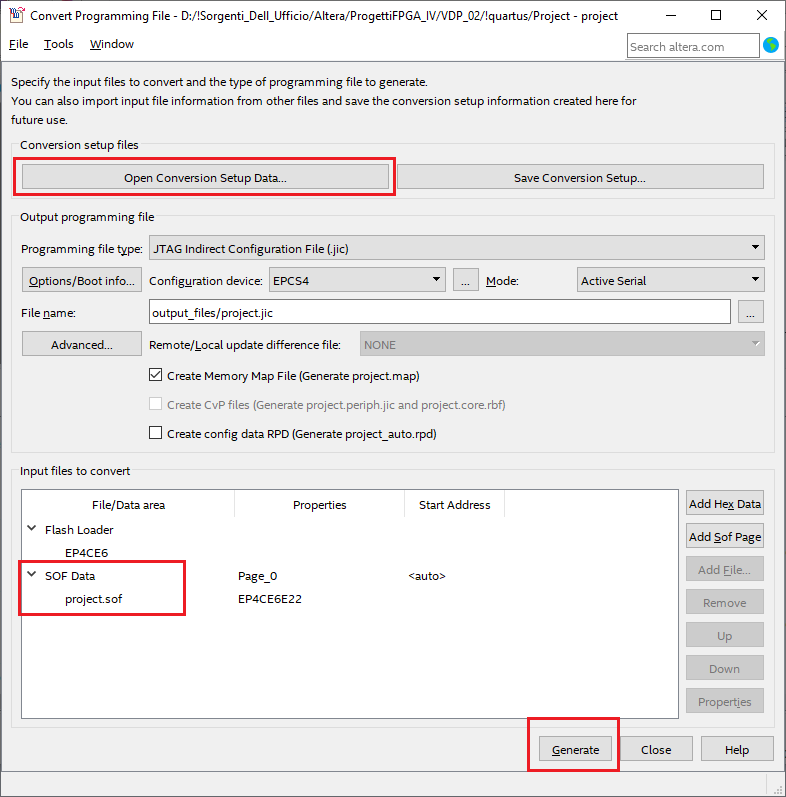 Convert Programming File - D:/!Sorgenti_Dell_Ufficio/Altera/ProgettiFPGA_IV/VDP_02/!quartus/Project - project
File Tools Window
Search altera.com
Specify the input files to convert and the type of programming file to generate.
You can also import input file information from other files and save the conversion setup information created here for
future use.
Conversion setup files
Open Conversion Setup Data... Save Conversion Setup...
Output programming file
Programming file type: JTAG Indirect Configuration File (.jic)
Options/Boot info... Configuration device: EPCS4 ... Mode: Active Serial
File name: output_files/project.jic ...
Advanced... Remote/Local update difference file: NONE
Create Memory Map File (Generate project.map)
Create CvP files (Generate project.periph.jic and project.core.rbf)
Create config data RPD (Generate project_auto.rpd)
Input files to convert
File/Data area Properties Start Address
Flash Loader
EP4CE6
SOF Data Page_0 <auto>
project.sof EP4CE6E22
Add Hex Data
Add Sof Page
Add File...
Remove
Up
Down
Properties
Generate Close Help